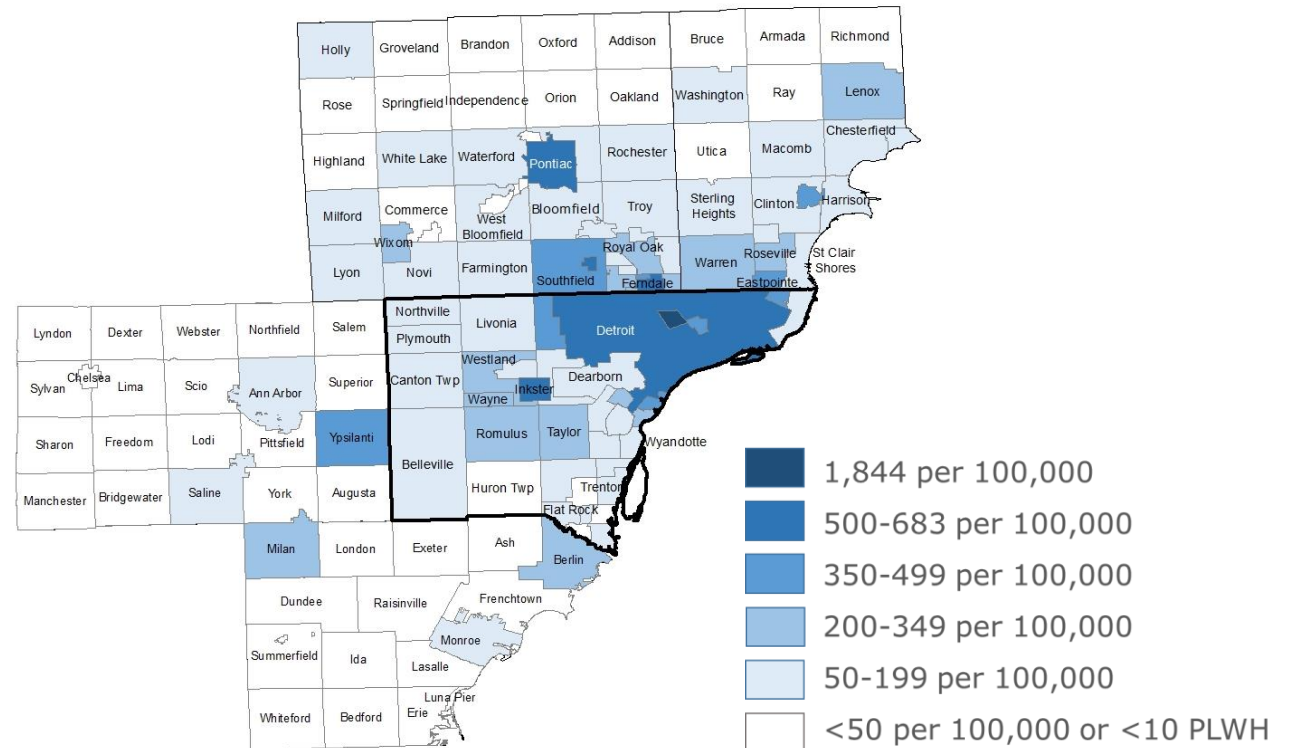 Holly
Groveland
Brandon
Oxford
Addison
Bruce
Armada
Richmond
Rose
Springfield
Independence
Orion
Oakland
Washington
Ray
Lenox
Highland
White Lake
Waterford
Pontiac
Rochester
Utica
Macomb
Chesterfield
Milford
Commerce
West
Bloomfield
Bloomfield
Troy
Sterling
Heights
Clinton
Harrison
Wixom
Lyon
Novi
Farmington
Southfield
Royal Oak
Ferndale
Warren
Roseville
Eastpointe
St Clair
Shores
Lyndon
Dexter
Webster
Northfield
Salem
Northville
Plymouth
Livonia
Detroit
Sylvan
Chelsea
Lima
Scio
Ann Arbor
Superior
Canton Twp
Westland
Wayne
Inkster
Dearborn
Sharon
Freedom
Lodi
Pittsfield
Ypsilanti
Belleville
Romulus
Taylor
Wyandotte
Manchester
Bridgewater
Saline
York
Augusta
Huron Twp
Trenton
Flat Rock
Milan
London
Exeter
Ash
Berlin
Dundee
Raisinville
Frenchtown
Monroe
Summerfield
Ida
Lasalle
Luna Pier
Whiteford
Bedford
Erie
1,844 per 100,000
500-683 per 100,000
350-499 per 100,000
200-349 per 100,000
50-199 per 100,000
<50 per 100,000 or <10 PLWH